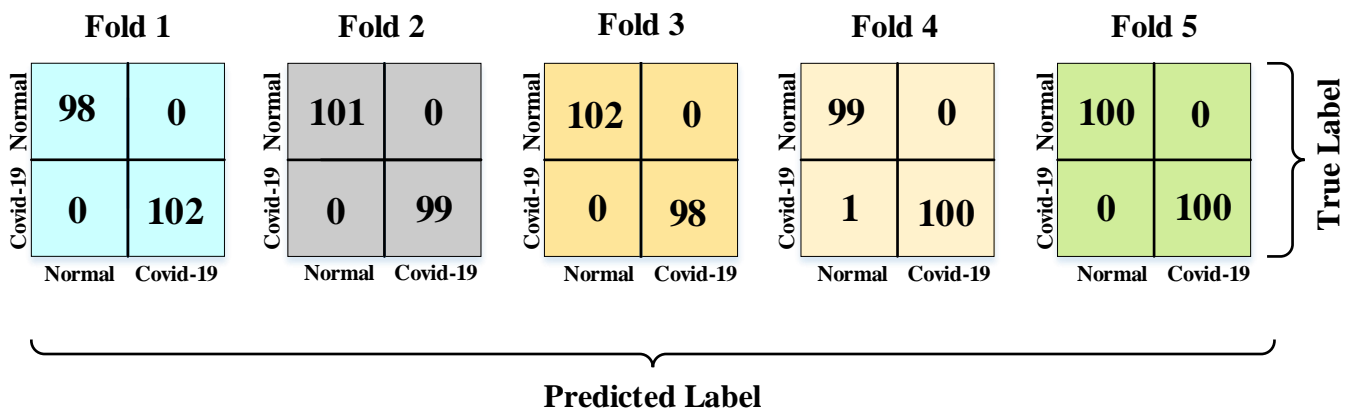 Fold 1 Fold 2 Fold 3 Fold 4 Fold 5
Normal 98 0 Normal 101 0 Normal 102 0 Normal 99 0 Normal 100 0
Covid-19 0 102 Covid-19 0 99 Covid-19 0 98 Covid-19 1 100 Covid-19 0 100
True Label
Normal Covid-19 Normal Covid-19 Normal Covid-19 Normal Covid-19 Normal Covid-19
Predicted Label